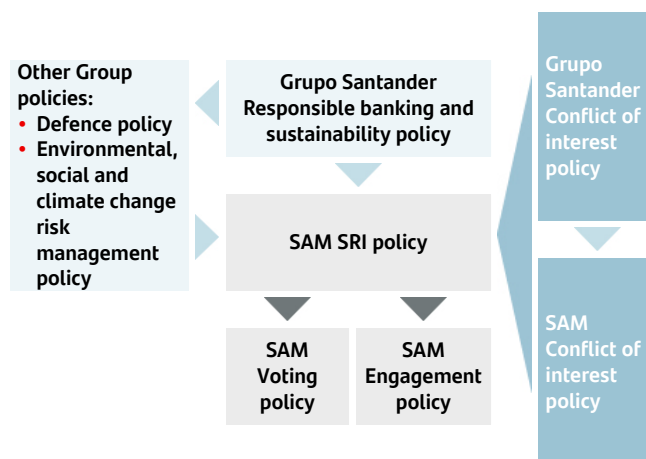 Other Group
policies:
• Defence policy
• Environmental,
social and
climate change
risk
management
policy
Grupo Santander
Responsible banking and
sustainability policy
SAM SRI policy
SAM
Voting
policy
SAM
Engagement
policy
Grupo
Santander
Conflict of
interest
policy
SAM
Conflict of
interest
policy